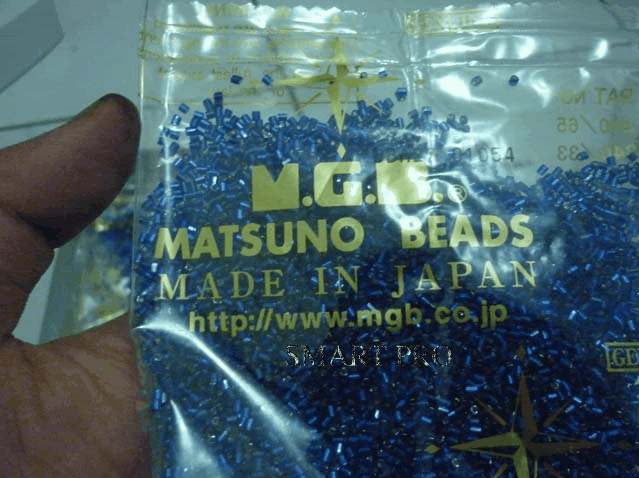 M.G.B.®
MATSUNO BEADS
MADE IN JAPAN
http://www.mgb.co.jp
SMART PRO